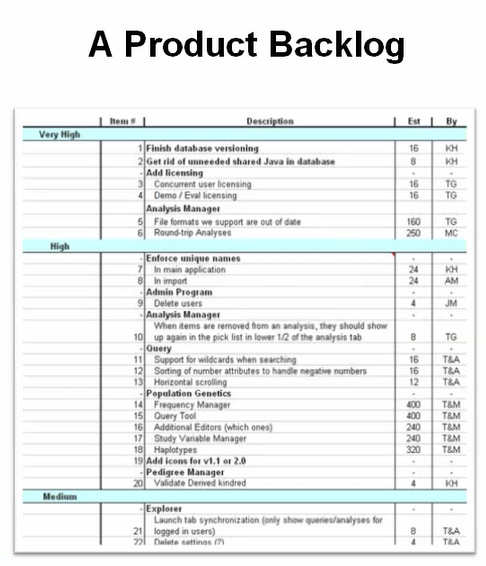 A Product Backlog
Item # Description Est By
Very High
1 Finish database versioning 16 KH
2 Get rid of unneeded shared Java in database 8 KH
- Add licensing - -
3 Concurrent user licensing 16 TG
4 Demo / Eval licensing 16 TG
Analysis Manager
5 File formats we support are out of date 160 TG
6 Round-trip Analyses 250 MC
High
- Enforce unique names - -
7 In main application 24 KH
8 In import 24 AM
- Admin Program - -
9 Delete users 4 JM
- Analysis Manager - -
When items are removed from an analysis, they should show
10 up again in the pick list in lower 1/2 of the analysis tab 8 TG
- Query - -
11 Support for wildcards when searching 16 T&A
12 Sorting of number attributes to handle negative numbers 16 T&A
13 Horizontal scrolling 12 T&A
- Population Genetics - -
14 Frequency Manager 400 T&M
15 Query Tool 400 T&M
16 Additional Editors (which ones) 240 T&M
17 Study Variable Manager 240 T&M
18 Haplotypes 320 T&M
19 Add icons for v1.1 or 2.0 - -
- Pedigree Manager - -
20 Validate Derived kindred 4 KH
Medium
- Explorer - -
Launch tab synchronization (only show queries/analyses for
21 logged in users) 8 T&A
22 Delete settings (?) 4 T&A